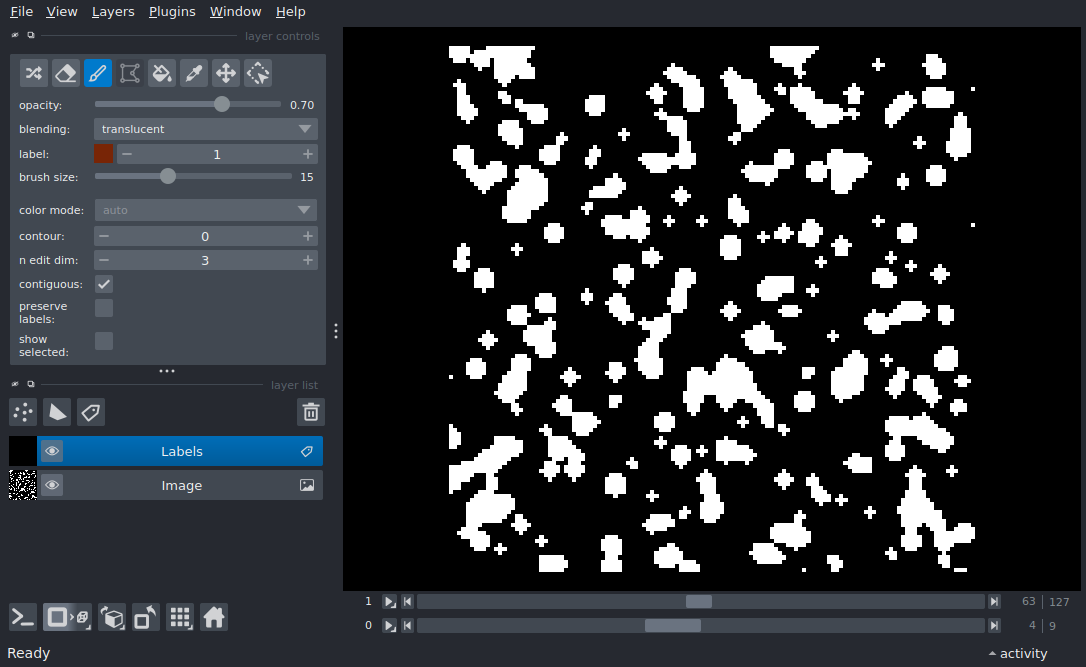 File View Layers Plugins Window Help
layer controls
opacity: 0.70
blending: translucent
label: 1
brush size: 15
color mode: auto
contour: 0
n edit dim: 3
contiguous:
preserve
labels:
show
selected:
layer list
Labels
Image
1 63 127
0 4 9
Ready activity